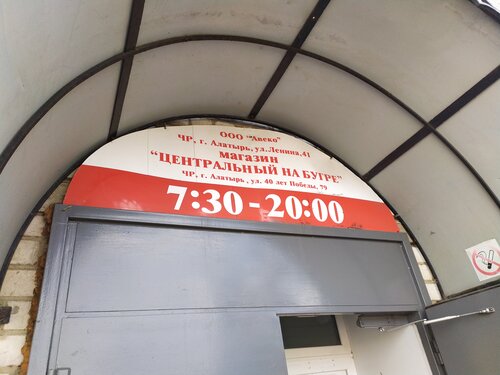 ООО "Авеко"
ЧР, г. Алатырь, ул.Ленина,41
магазин
"ЦЕНТРАЛЬНЫЙ НА БУГРЕ"
ЧР, г. Алатырь , ул. 40 лет Победы, 79
7:30-20:00